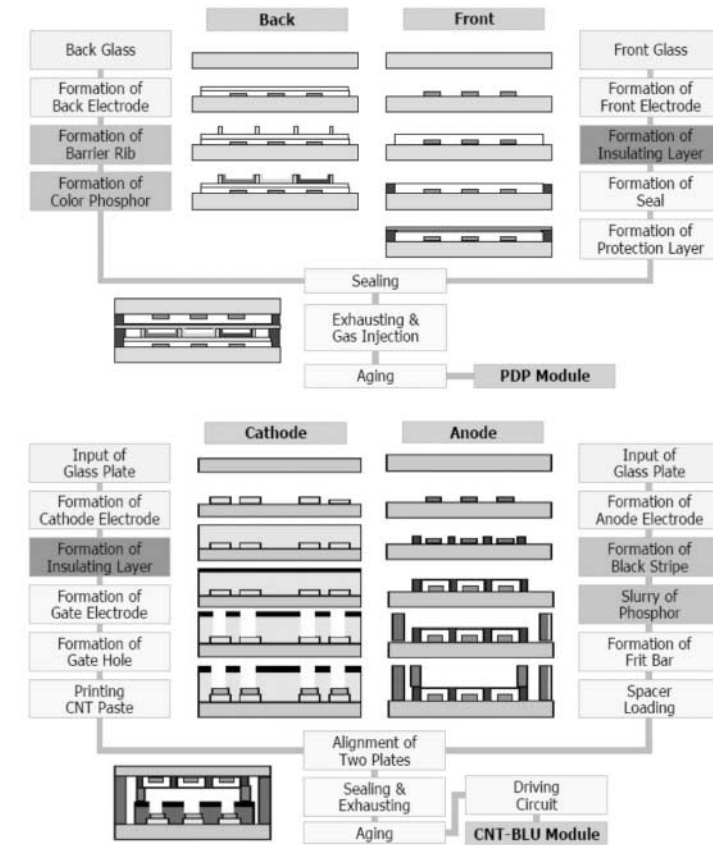 Back
Front
Back Glass
Front Glass
Formation of
Back Electrode
Formation of
Front Electrode
Formation of
Barrier Rib
Formation of
Insulating Layer
Formation of
Color Phosphor
Formation of
Seal
Formation of
Protection Layer
Sealing
Exhausting &
Gas Injection
Aging
PDP Module
Cathode
Anode
Input of
Glass Plate
Input of
Glass Plate
Formation of
Cathode Electrode
Formation of
Anode Electrode
Formation of
Insulating Layer
Formation of
Black Stripe
Formation of
Gate Electrode
Slurry of
Phosphor
Formation of
Gate Hole
Formation of
Frit Bar
Printing
CNT Paste
Spacer
Loading
Alignment of
Two Plates
Sealing &
Exhausting
Driving
Circuit
Aging
CNT-BLU Module